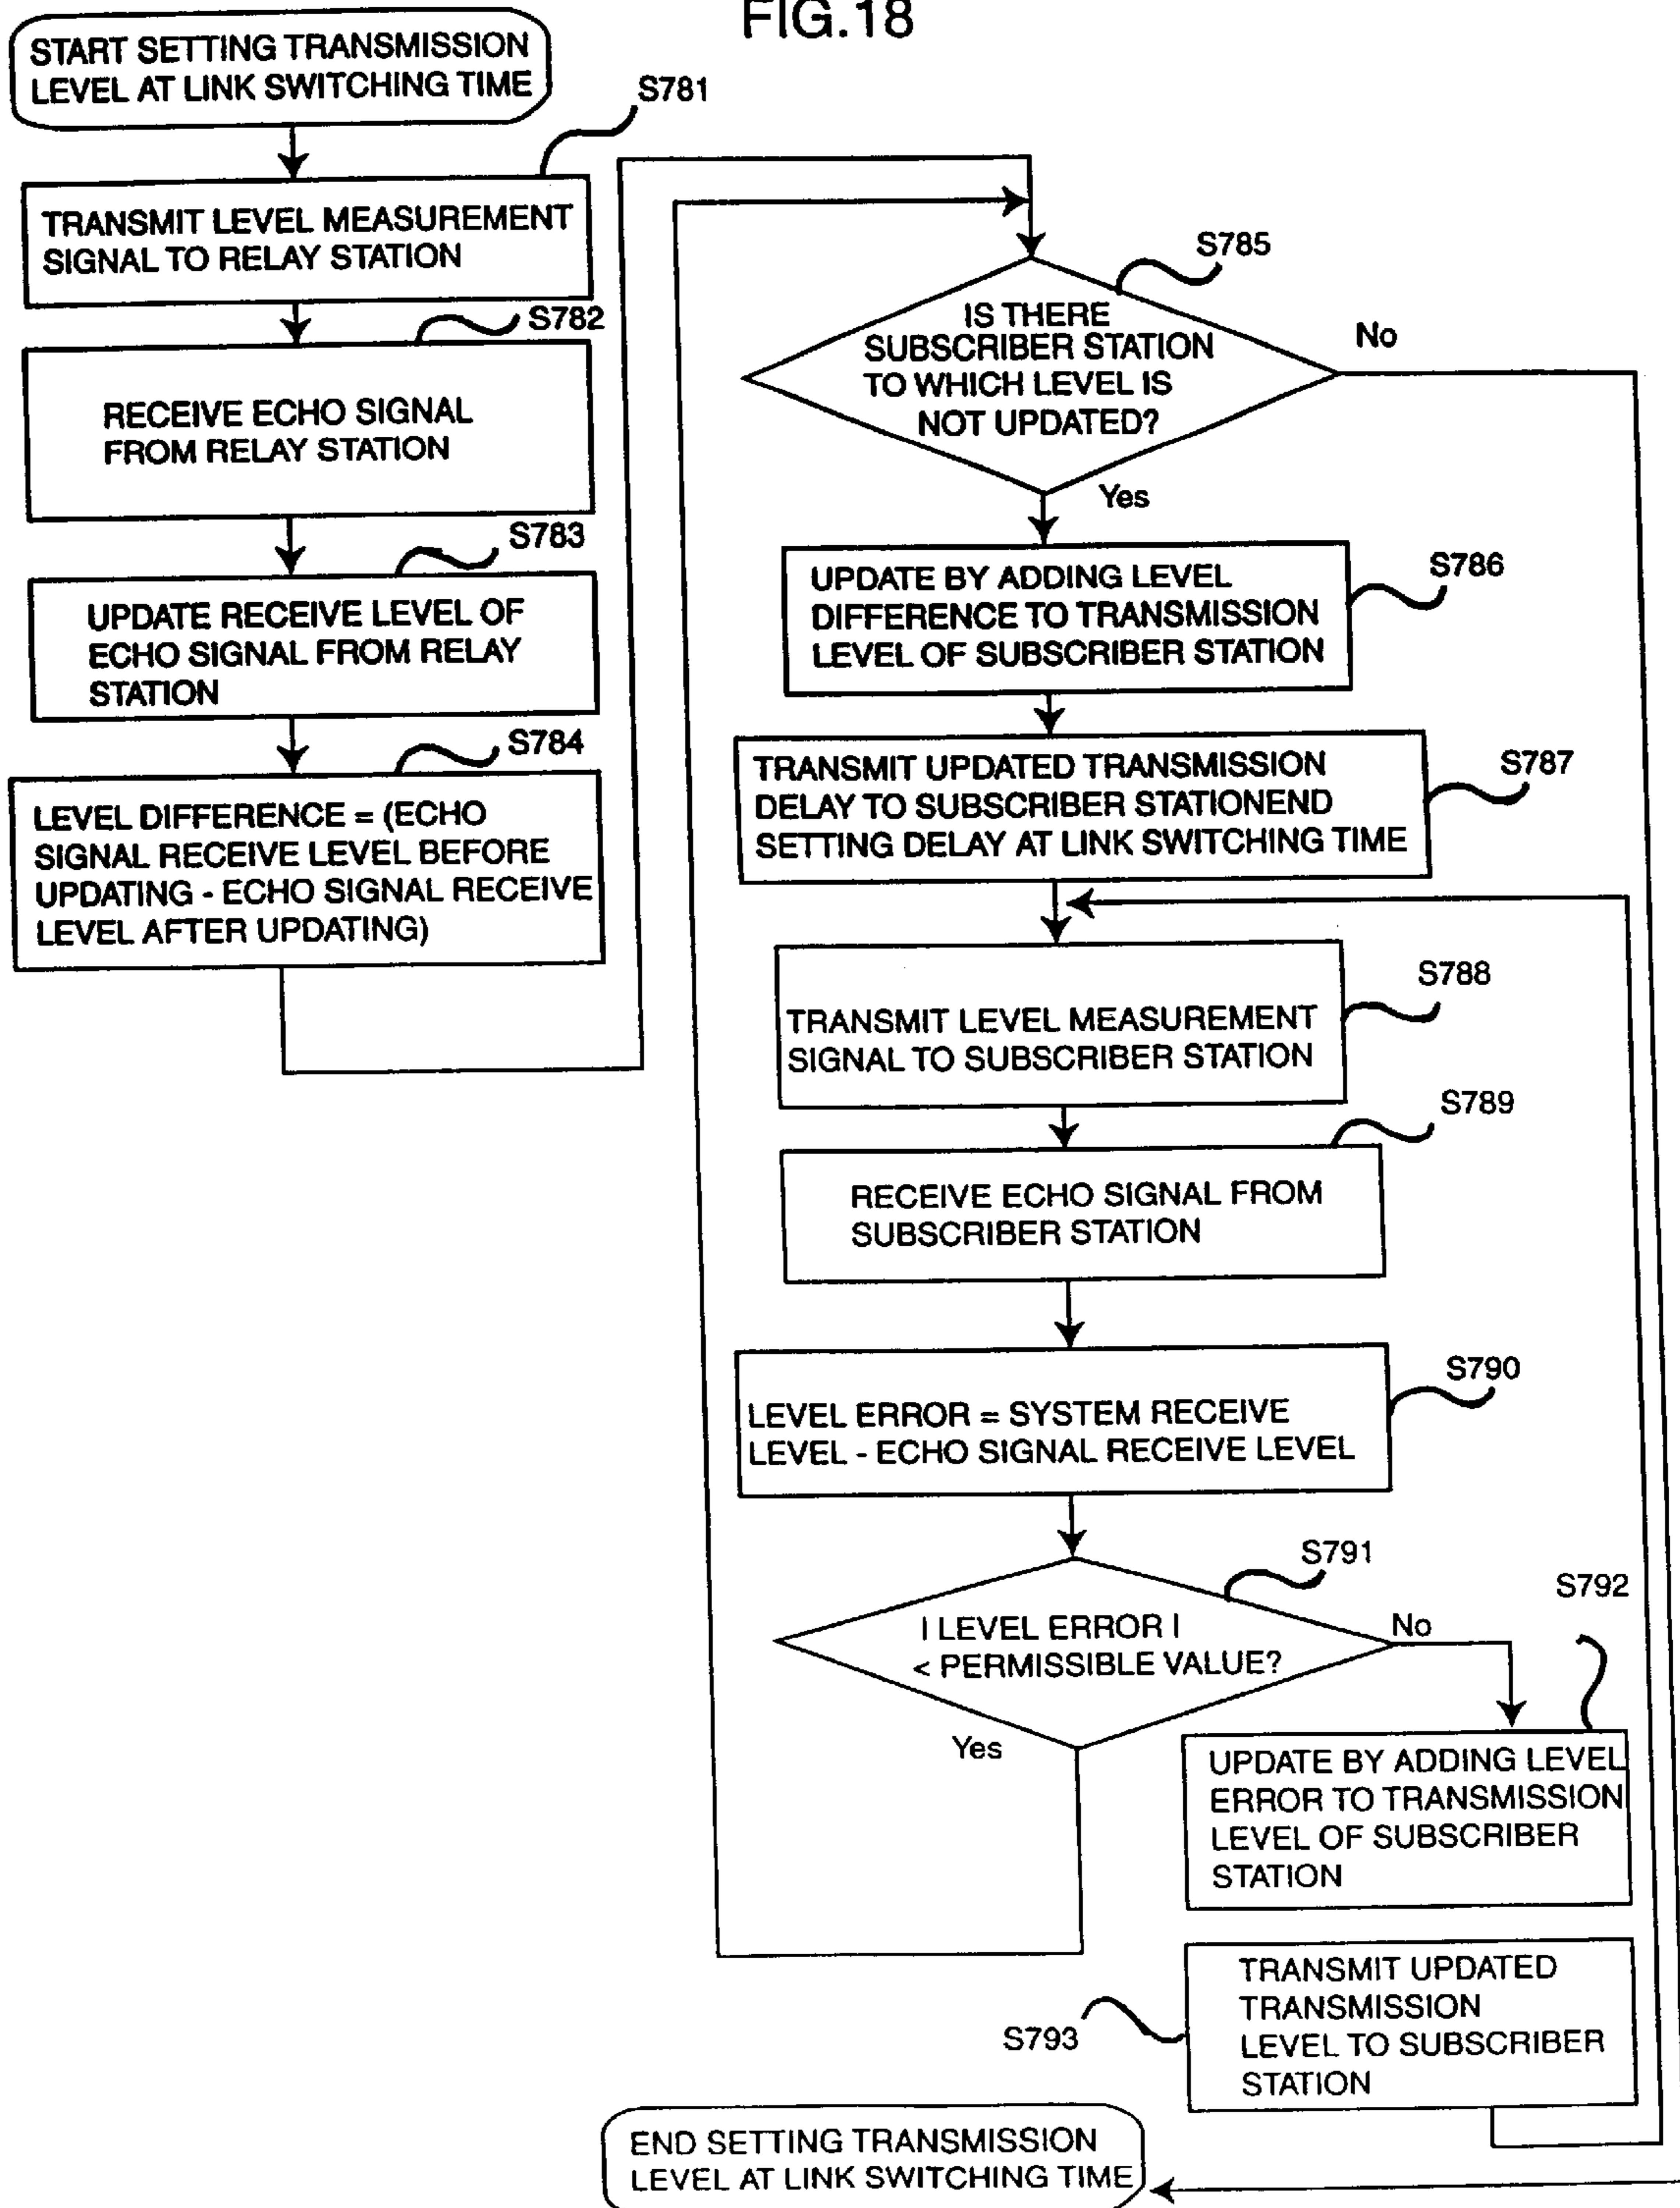 FIG.18
START SETTING TRANSMISSION
LEVEL AT LINK SWITCHING TIME
S781
TRANSMIT LEVEL MEASUREMENT
SIGNAL TO RELAY STATION
S782
RECEIVE ECHO SIGNAL
FROM RELAY STATION
S783
UPDATE RECEIVE LEVEL OF
ECHO SIGNAL FROM RELAY
STATION
S784
LEVEL DIFFERENCE = (ECHO
SIGNAL RECEIVE LEVEL BEFORE
UPDATING - ECHO SIGNAL RECEIVE
LEVEL AFTER UPDATING)
S785
IS THERE
SUBSCRIBER STATION
TO WHICH LEVEL IS
NOT UPDATED?
No
Yes
S786
UPDATE BY ADDING LEVEL
DIFFERENCE TO TRANSMISSION
LEVEL OF SUBSCRIBER STATION
S787
TRANSMIT UPDATED TRANSMISSION
DELAY TO SUBSCRIBER STATIONEND
SETTING DELAY AT LINK SWITCHING TIME
S788
TRANSMIT LEVEL MEASUREMENT
SIGNAL TO SUBSCRIBER STATION
S789
RECEIVE ECHO SIGNAL FROM
SUBSCRIBER STATION
S790
LEVEL ERROR = SYSTEM RECEIVE
LEVEL - ECHO SIGNAL RECEIVE LEVEL
S791
I LEVEL ERROR I
< PERMISSIBLE VALUE?
No
Yes
S792
UPDATE BY ADDING LEVEL
ERROR TO TRANSMISSION
LEVEL OF SUBSCRIBER
STATION
S793
TRANSMIT UPDATED
TRANSMISSION
LEVEL TO SUBSCRIBER
STATION
END SETTING TRANSMISSION
LEVEL AT LINK SWITCHING TIME